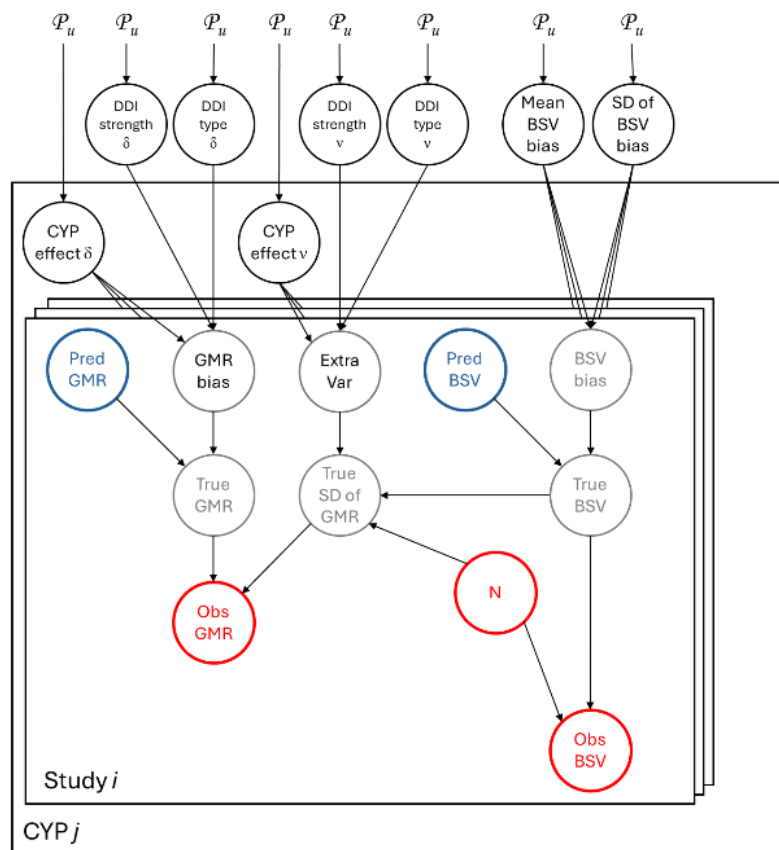 𝒫u 𝒫u 𝒫u 𝒫u 𝒫u 𝒫u 𝒫u
DDI
strength
δ
DDI
type
δ
DDI
strength
ν
DDI
type
ν
Mean
BSV
bias
SD of
BSV
bias
CYP
effect δ
CYP
effect ν
Pred
GMR
GMR
bias
Extra
Var
Pred
BSV
BSV
bias
True
GMR
True
SD of
GMR
True
BSV
Obs
GMR
N
Obs
BSV
Study i
CYP j